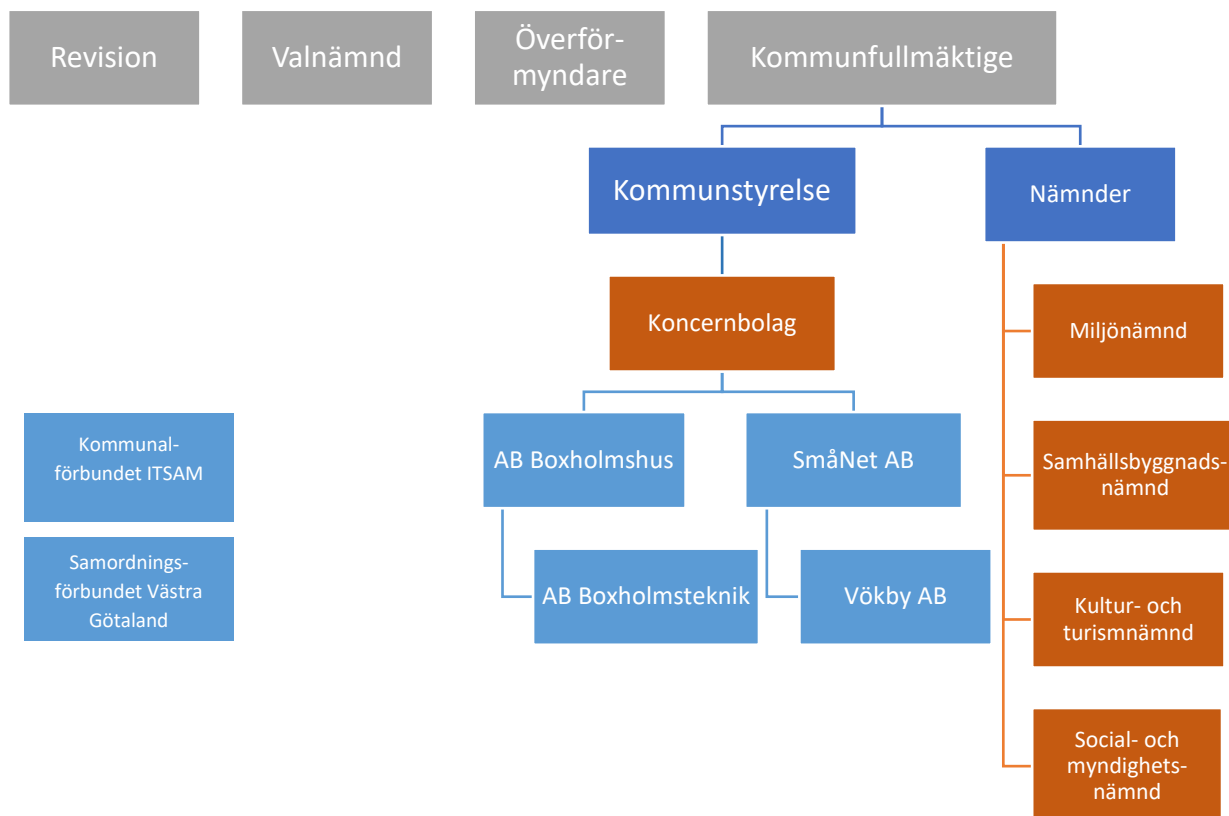 Revision
Valnämnd
Överför-
myndare
Kommunfullmäktige
Kommunstyrelse
Nämnder
Koncernbolag
Miljönämnd
Kommunal-
förbundet ITSAM
AB Boxholmshus
SmåNet AB
Samhällsbyggnads-
nämnd
Samordnings-
förbundet Västra
Götaland
AB Boxholmsteknik
Vökby AB
Kultur- och
turismnämnd
Social- och
myndighets-
nämnd